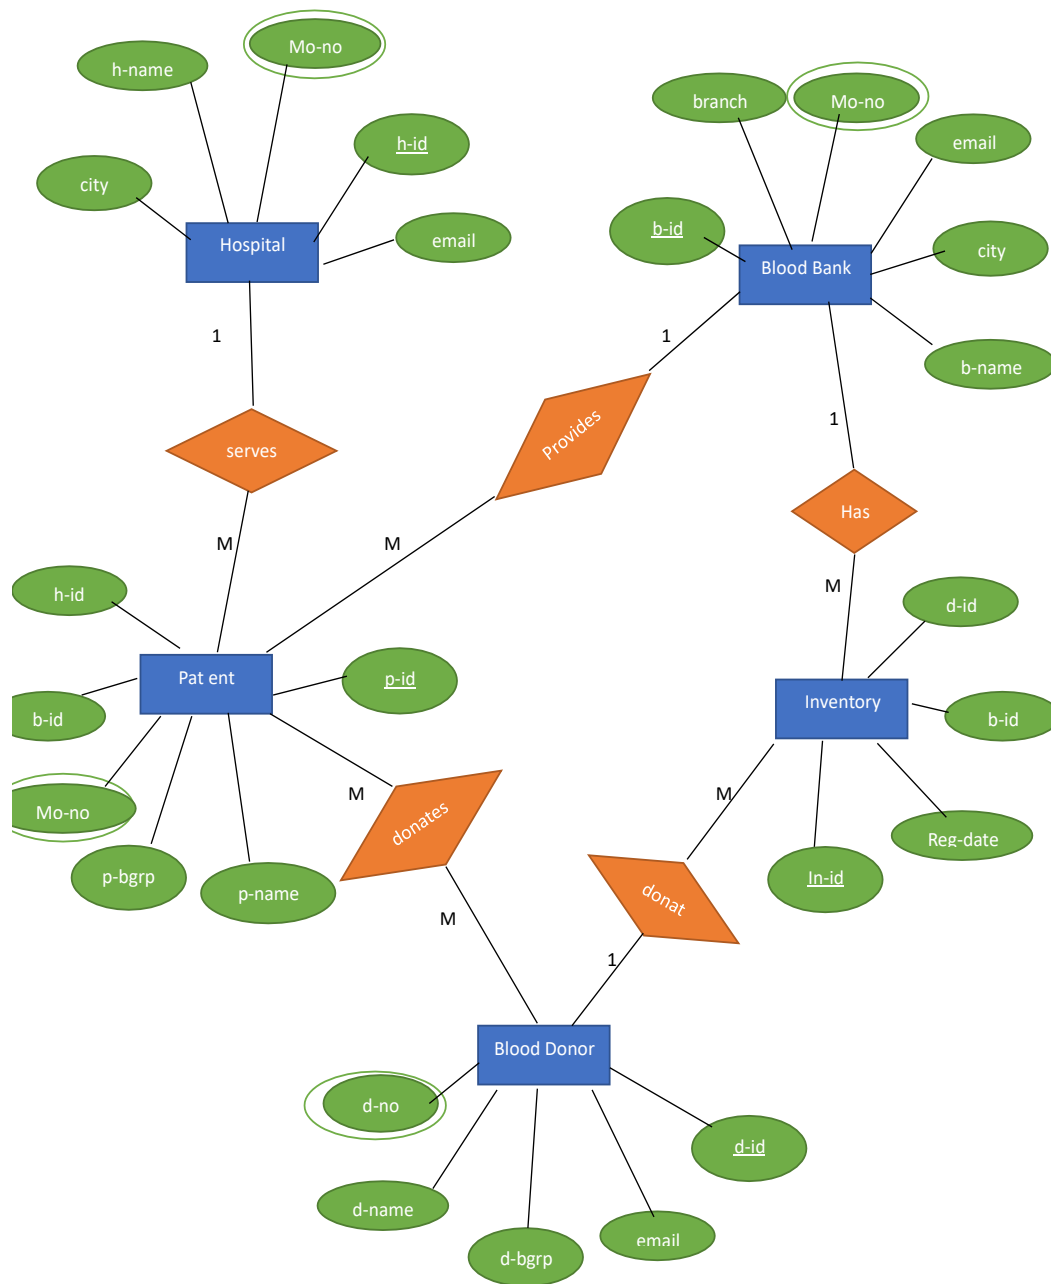 Mo-no
h-name
h-id
city
email
Hospital
branch
Mo-no
email
b-id
city
Blood Bank
b-name
1
1
1
serves
Provides
Has
M
M
M
h-id
d-id
Pat ent
p-id
Inventory
b-id
b-id
Mo-no
M
donates
M
Reg-date
p-bgrp
p-name
In-id
donat
M
1
Blood Donor
d-no
d-id
d-name
email
d-bgrp